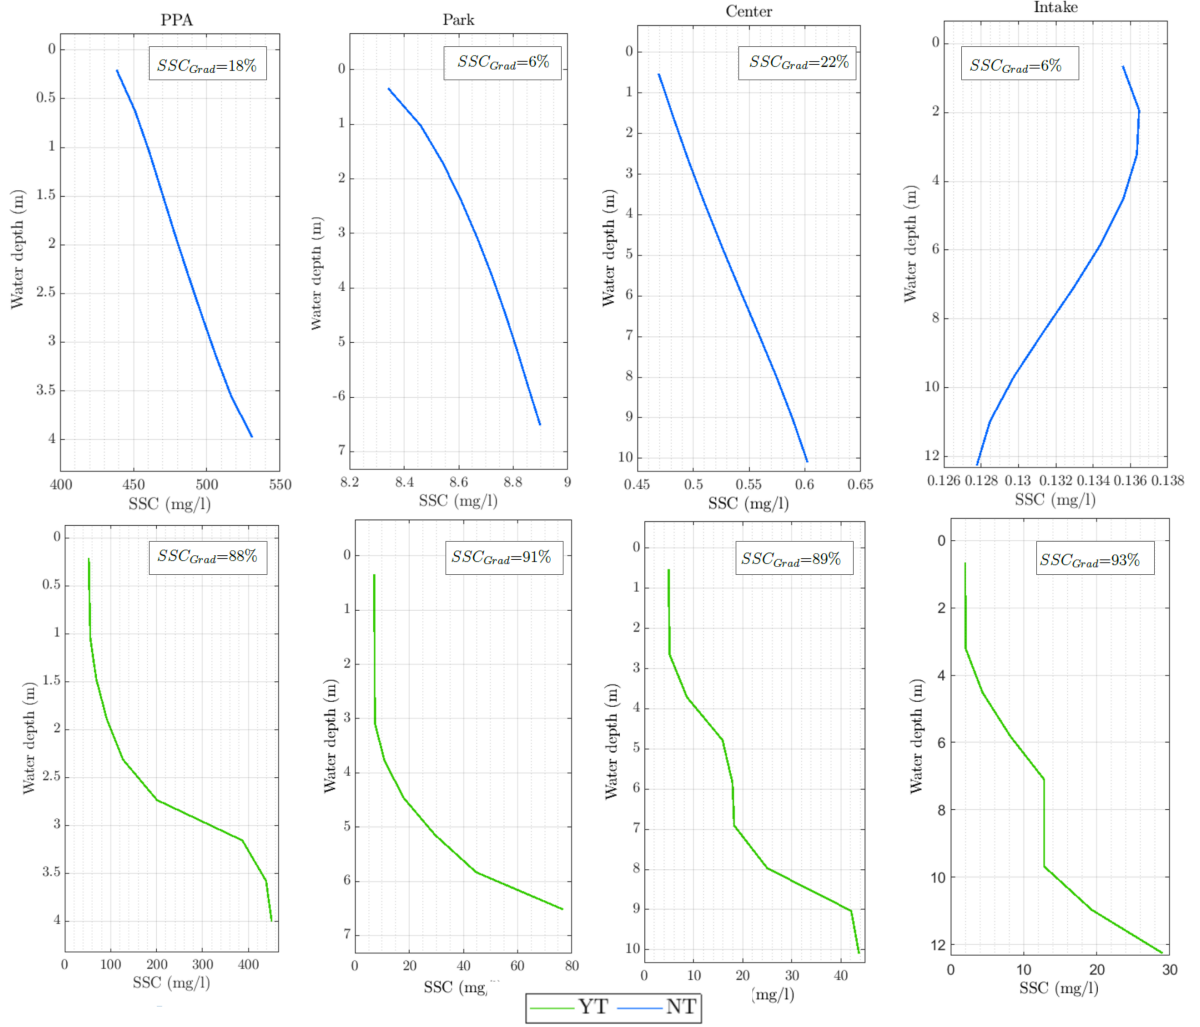 PPA
SSC_Grad=18%
0
0.5
1
1.5
2
2.5
3
3.5
4
Water depth (m)
400 450 500 550
SSC (mg/l)
Park
SSC_Grad=6%
0
1
2
3
4
5
-6
7
Water depth (m)
8.2 8.4 8.6 8.8 9
SSC (mg/l)
Center
SSC_Grad=22%
0
1
2
3
4
5
6
7
8
9
10
Water depth (m)
0.45 0.5 0.55 0.6 0.65
SSC (mg/l)
Intake
SSC_Grad=6%
0
2
4
6
8
10
12
Water depth (m)
0.126 0.128 0.13 0.132 0.134 0.136 0.138
SSC (mg/l)
SSC_Grad=88%
0
0.5
1
1.5
2
2.5
3
3.5
4
Water depth (m)
0 100 200 300 400
SSC (mg/l)
SSC_Grad=91%
0
1
2
3
4
5
6
7
Water depth (m)
0 20 40 60 80
SSC (mg/
SSC_Grad=89%
0
1
2
3
4
5
6
7
8
9
10
Water depth (m)
0 10 20 30 40
(mg/l)
SSC_Grad=93%
0
2
4
6
8
10
12
Water depth (m)
0 10 20 30
SSC (mg/l)
YT NT